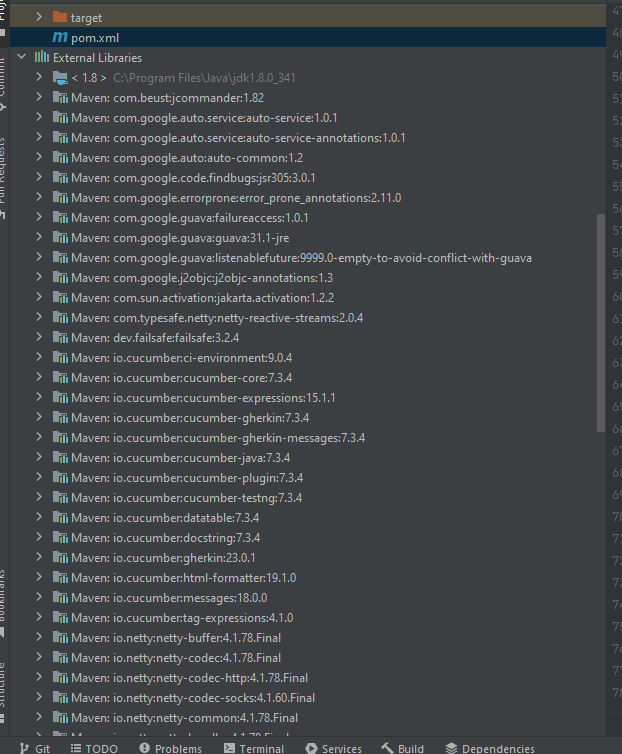 target
pom.xml
External Libraries
< 1.8 > C:\Program Files\Java\jdk1.8.0_341
Maven: com.beust:jcommander:1.82
Maven: com.google.auto.service:auto-service:1.0.1
Maven: com.google.auto.service:auto-service-annotations:1.0.1
Maven: com.google.auto:auto-common:1.2
Maven: com.google.code.findbugs:jsr305:3.0.1
Maven: com.google.errorprone:error_prone_annotations:2.11.0
Maven: com.google.guava:failureaccess:1.0.1
Maven: com.google.guava:guava:31.1-jre
Maven: com.google.guava:listenablefuture:9999.0-empty-to-avoid-conflict-with-guava
Maven: com.google.j2objc:j2objc-annotations:1.3
Maven: com.sun.activation:jakarta.activation:1.2.2
Maven: com.typesafe.netty:netty-reactive-streams:2.0.4
Maven: dev.failsafe:failsafe:3.2.4
Maven: io.cucumber:ci-environment:9.0.4
Maven: io.cucumber:cucumber-core:7.3.4
Maven: io.cucumber:cucumber-expressions:15.1.1
Maven: io.cucumber:cucumber-gherkin:7.3.4
Maven: io.cucumber:cucumber-gherkin-messages:7.3.4
Maven: io.cucumber:cucumber-java:7.3.4
Maven: io.cucumber:cucumber-plugin:7.3.4
Maven: io.cucumber:cucumber-testng:7.3.4
Maven: io.cucumber:datatable:7.3.4
Maven: io.cucumber:docstring:7.3.4
Maven: io.cucumber:gherkin:23.0.1
Maven: io.cucumber:html-formatter:19.1.0
Maven: io.cucumber:messages:18.0.0
Maven: io.cucumber:tag-expressions:4.1.0
Maven: io.netty:netty-buffer:4.1.78.Final
Maven: io.netty:netty-codec:4.1.78.Final
Maven: io.netty:netty-codec-http:4.1.78.Final
Maven: io.netty:netty-codec-socks:4.1.60.Final
Maven: io.netty:netty-common:4.1.78.Final
Git TODO Problems Terminal Services Build Dependencies